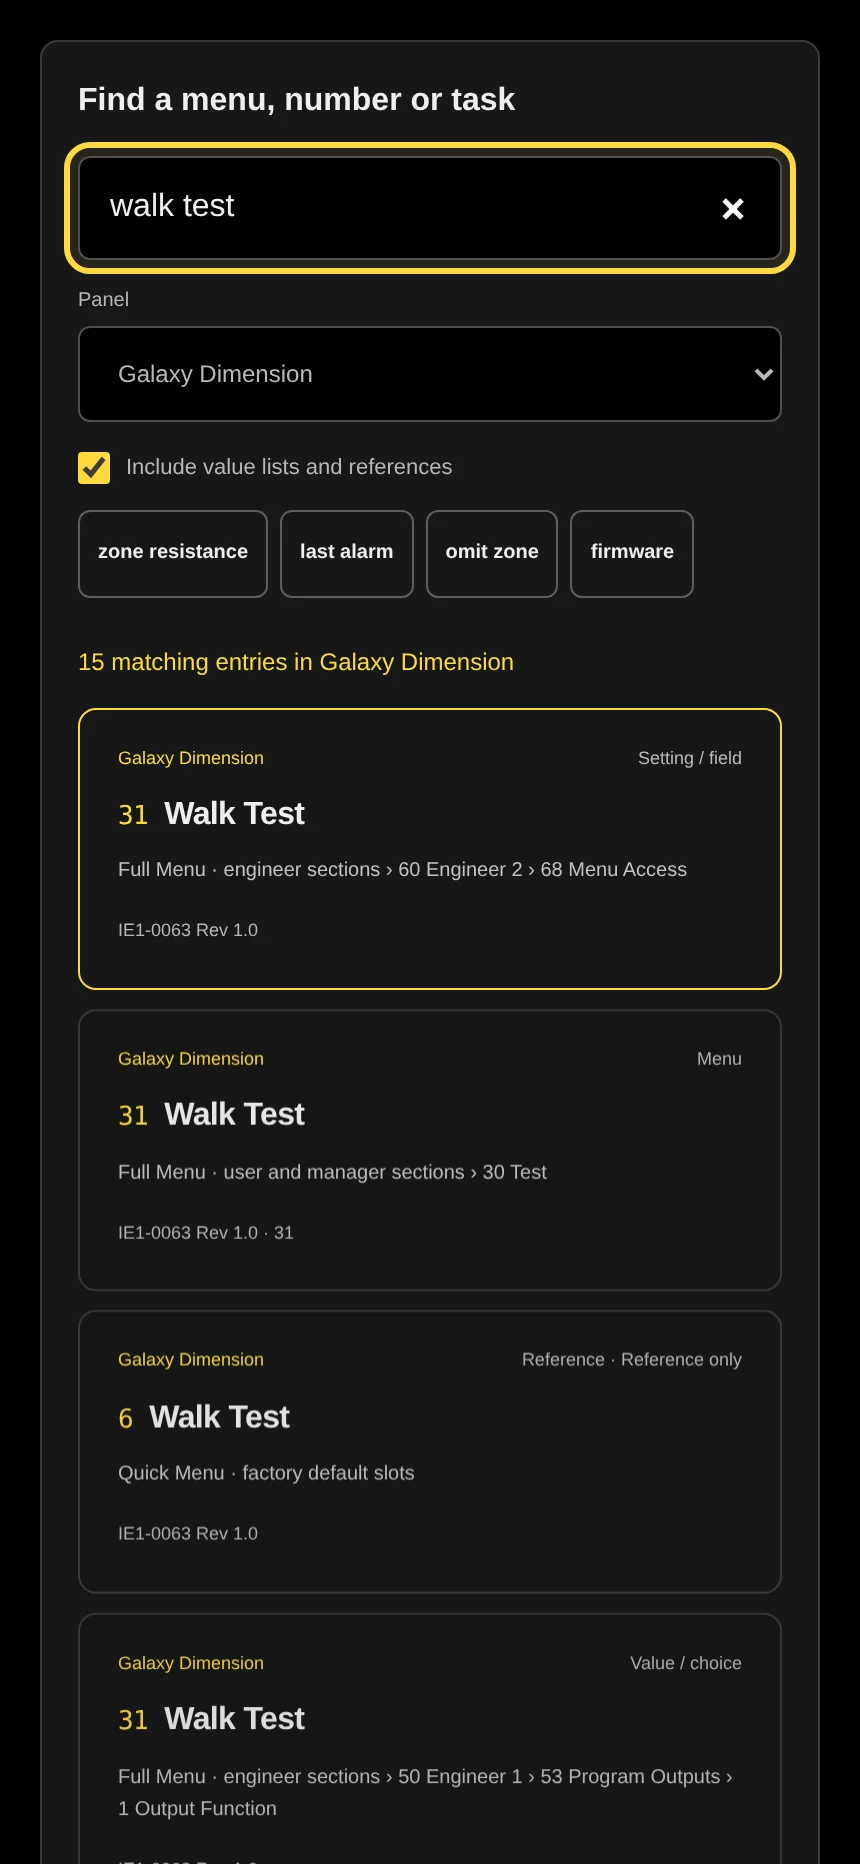 Find a menu, number or task
walk test
Panel
Galaxy Dimension
Include value lists and references
zone resistance last alarm omit zone firmware
15 matching entries in Galaxy Dimension
Galaxy Dimension Setting / field
31 Walk Test
Full Menu · engineer sections › 60 Engineer 2 › 68 Menu Access
IE1-0063 Rev 1.0
Galaxy Dimension Menu
31 Walk Test
Full Menu · user and manager sections › 30 Test
IE1-0063 Rev 1.0 · 31
Galaxy Dimension Reference · Reference only
6 Walk Test
Quick Menu · factory default slots
IE1-0063 Rev 1.0
Galaxy Dimension Value / choice
31 Walk Test
Full Menu · engineer sections › 50 Engineer 1 › 53 Program Outputs ›
1 Output Function